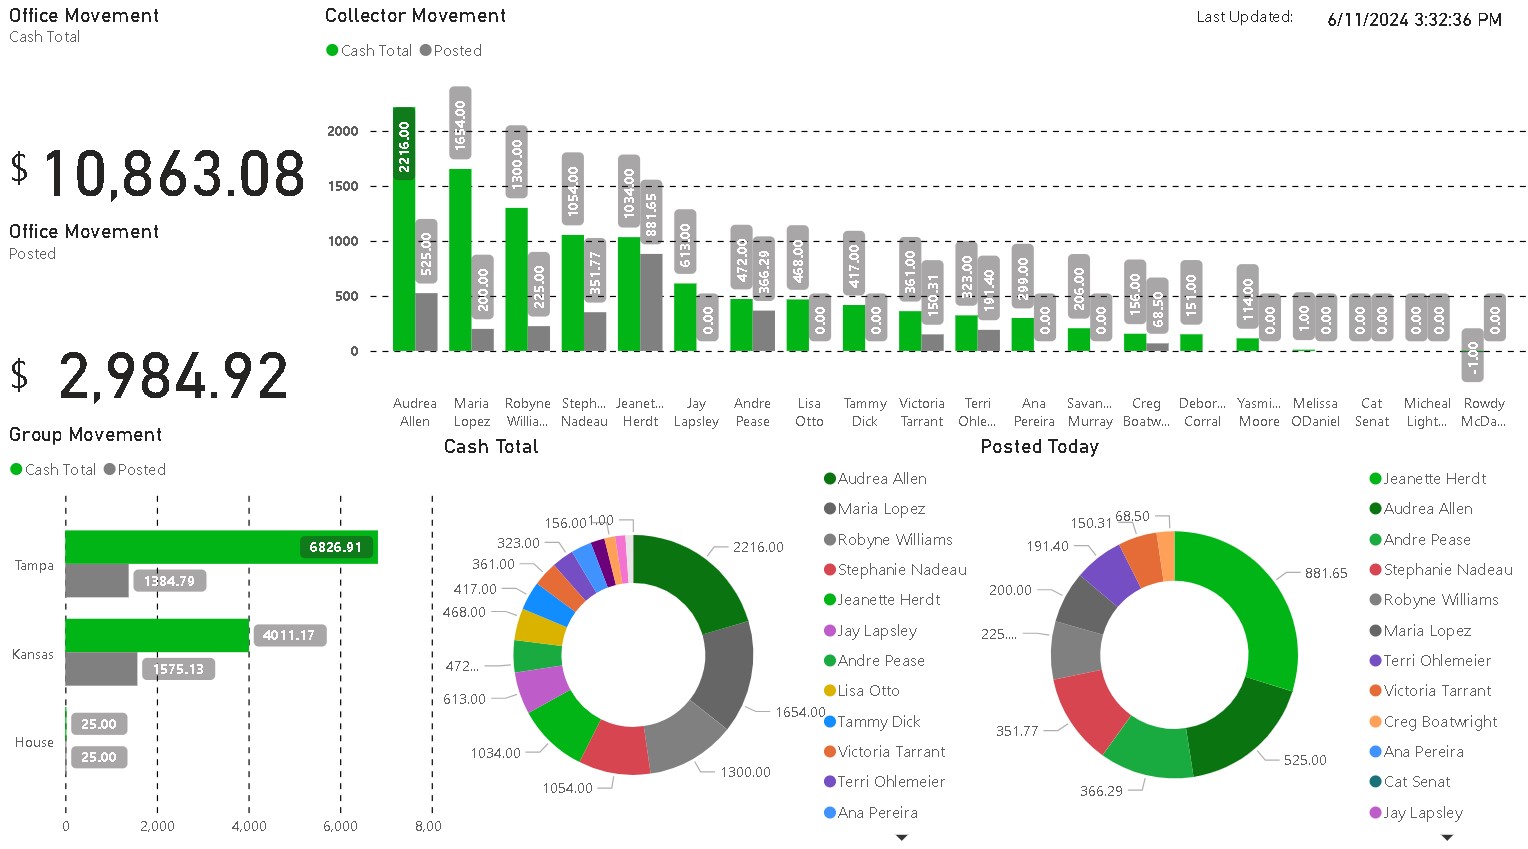 Office Movement
Cash Total
$ 10,863.08
Office Movement
Posted
$ 2,984.92
Collector Movement
Cash Total Posted
Last Updated: 6/11/2024 3:32:36 PM
2000
1500
1000
500
0
2216.00
525.00
1654.00
200.00
1300.00
225.00
1054.00
351.77
1034.00
881.65
613.00
0.00
472.00
366.29
468.00
0.00
417.00
0.00
361.00
150.31
323.00
191.40
299.00
0.00
206.00
0.00
156.00
68.50
151.00
114.00
0.00
1.00
0.00
0.00
0.00
0.00
0.00
-1.00
0.00
Audrea Allen
Maria Lopez
Robyne Willia...
Steph... Nadeau
Jeanet... Herdt
Jay Lapsley
Andre Pease
Lisa Otto
Tammy Dick
Victoria Tarrant
Terri Ohle...
Ana Pereira
Savan... Murray
Creg Boatw...
Debor... Corral
Yasmi... Moore
Melissa ODaniel
Cat Senat
Micheal Light...
Rowdy McDa...
Group Movement
Cash Total Posted
Tampa
6826.91
1384.79
Kansas
4011.17
1575.13
House
25.00
25.00
0 2,000 4,000 6,000 8,00
Cash Total
2216.00
1654.00
1300.00
1054.00
1034.00
613.00
472...
468.00
417.00
361.00
323.00
156.00
1.00
Audrea Allen
Maria Lopez
Robyne Williams
Stephanie Nadeau
Jeanette Herdt
Jay Lapsley
Andre Pease
Lisa Otto
Tammy Dick
Victoria Tarrant
Terri Ohlemeier
Ana Pereira
Posted Today
881.65
525.00
366.29
351.77
225....
200.00
191.40
150.31
68.50
Jeanette Herdt
Audrea Allen
Andre Pease
Stephanie Nadeau
Robyne Williams
Maria Lopez
Terri Ohlemeier
Victoria Tarrant
Creg Boatwright
Ana Pereira
Cat Senat
Jay Lapsley